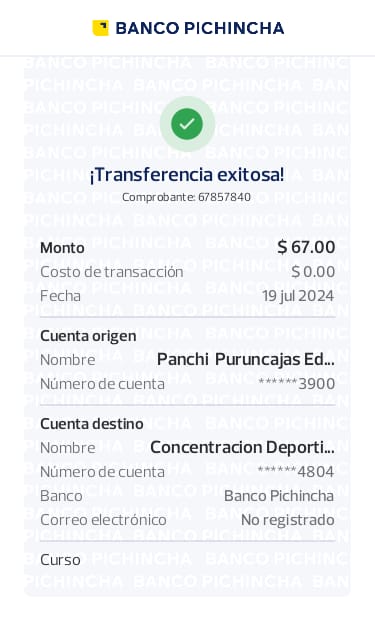 BANCO PICHINCHA
¡Transferencia exitosa!
Comprobante: 67857840
Monto $ 67.00
Costo de transacción $ 0.00
Fecha 19 jul 2024
Cuenta origen
Nombre Panchi Puruncajas Ed...
Número de cuenta ******3900
Cuenta destino
Nombre Concentracion Deporti...
Número de cuenta ******4804
Banco Banco Pichincha
Correo electrónico No registrado
Curso